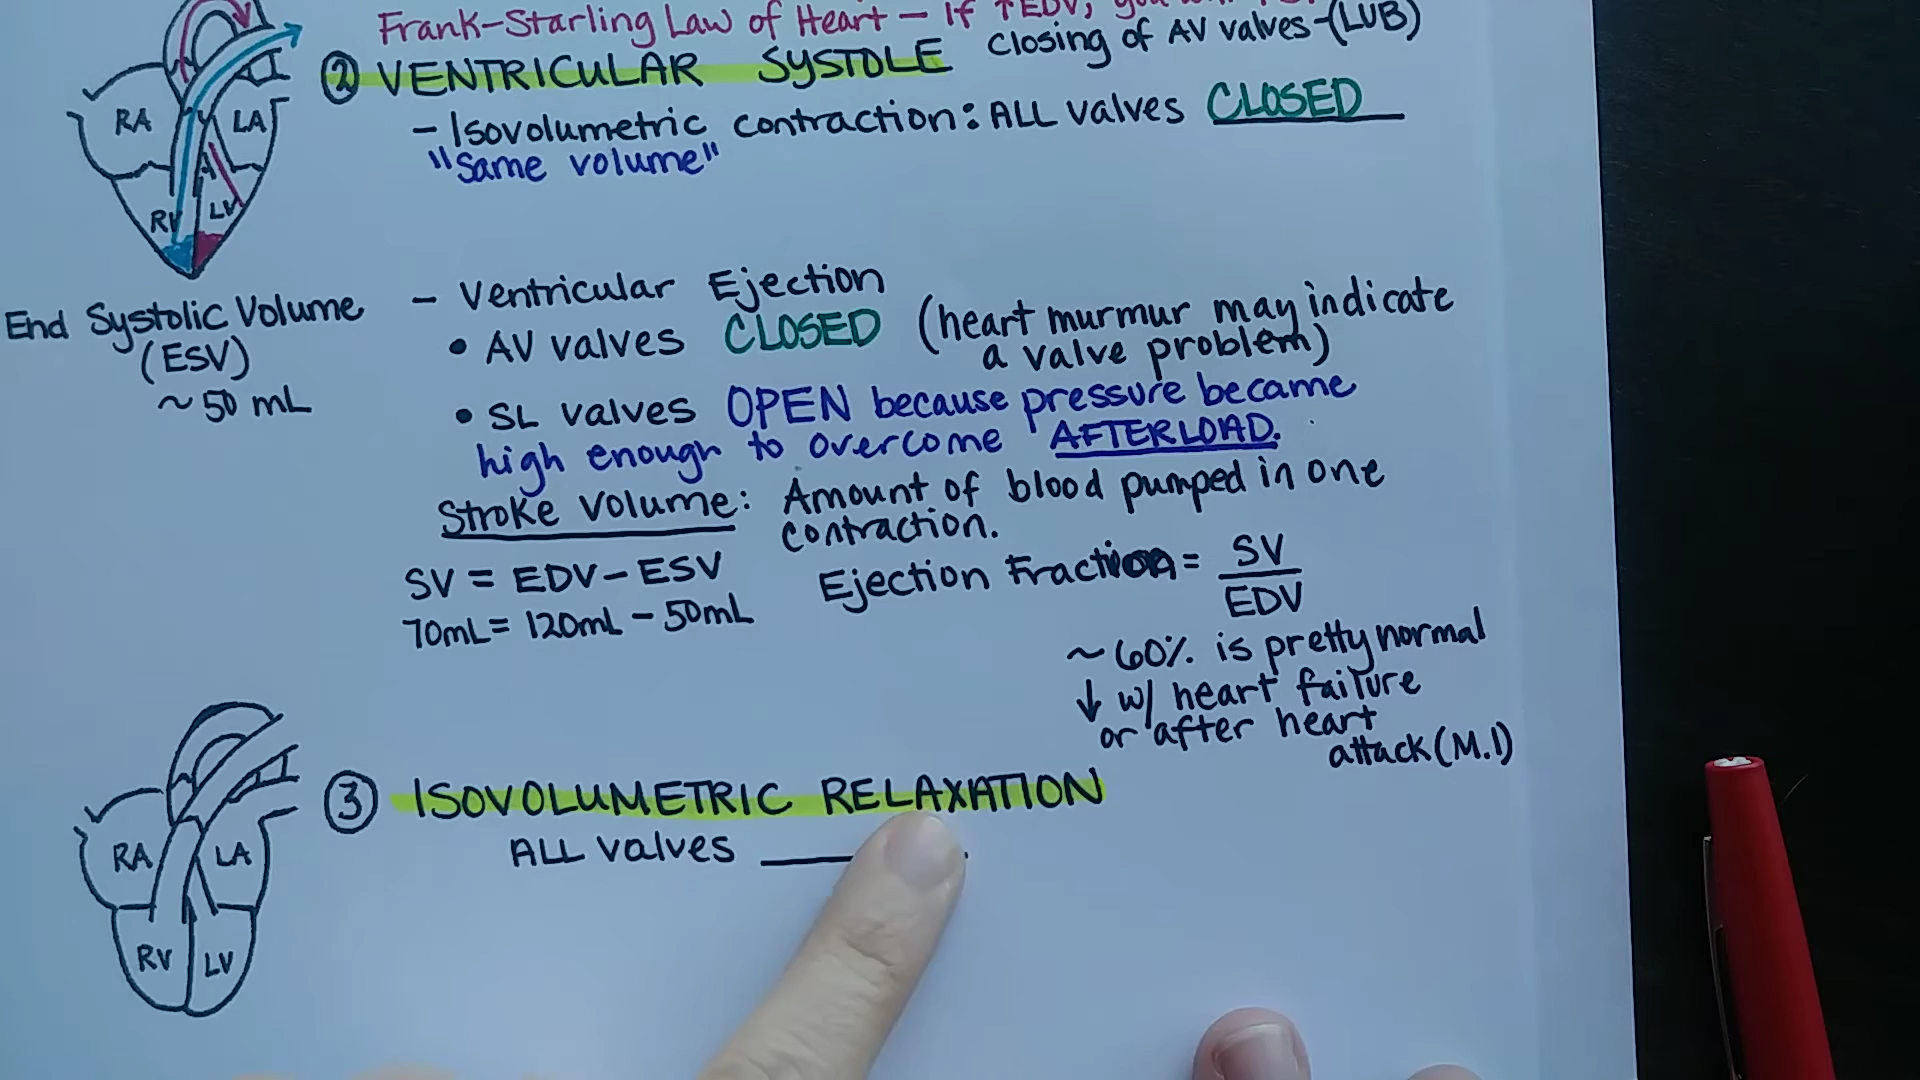 Frank-Starling Law of Heart - If ↑EDV, you
② VENTRICULAR SYSTOLE Closing of AV valves-(LUB)
- Isovolumetric contraction: ALL valves CLOSED
"Same volume"
RA LA
RV LV
End Systolic Volume
(ESV)
~50 mL
- Ventricular Ejection
• AV valves CLOSED (heart murmur may indicate
a valve problem)
• SL valves OPEN because pressure became
high enough to overcome AFTERLOAD.
Stroke Volume: Amount of blood pumped in one
contraction.
SV = EDV - ESV
70mL = 120mL - 50mL
Ejection Fraction = SV
EDV
~60% is pretty normal
↓ w/ heart failure
or after heart
attack (M.I)
③ ISOVOLUMETRIC RELAXATION
ALL valves ____.
RA LA
RV LV